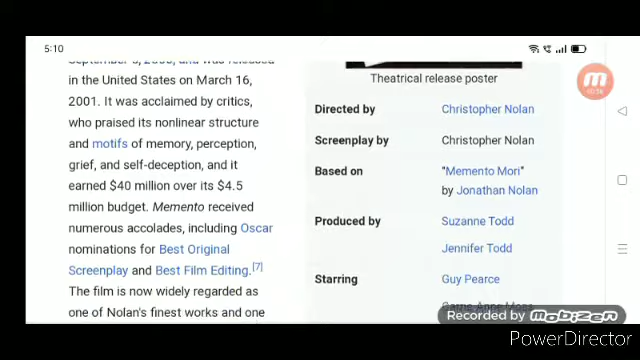 5:10
in the United States on March 16,
2001. It was acclaimed by critics,
who praised its nonlinear structure
and motifs of memory, perception,
grief, and self-deception, and it
earned $40 million over its $4.5
million budget. Memento received
numerous accolades, including Oscar
nominations for Best Original
Screenplay and Best Film Editing.[7]
The film is now widely regarded as
one of Nolan's finest works and one
Theatrical release poster
Directed by Christopher Nolan
Screenplay by Christopher Nolan
Based on "Memento Mori"
by Jonathan Nolan
Produced by Suzanne Todd
Jennifer Todd
Starring Guy Pearce
Recorded by Mobizen
PowerDirector